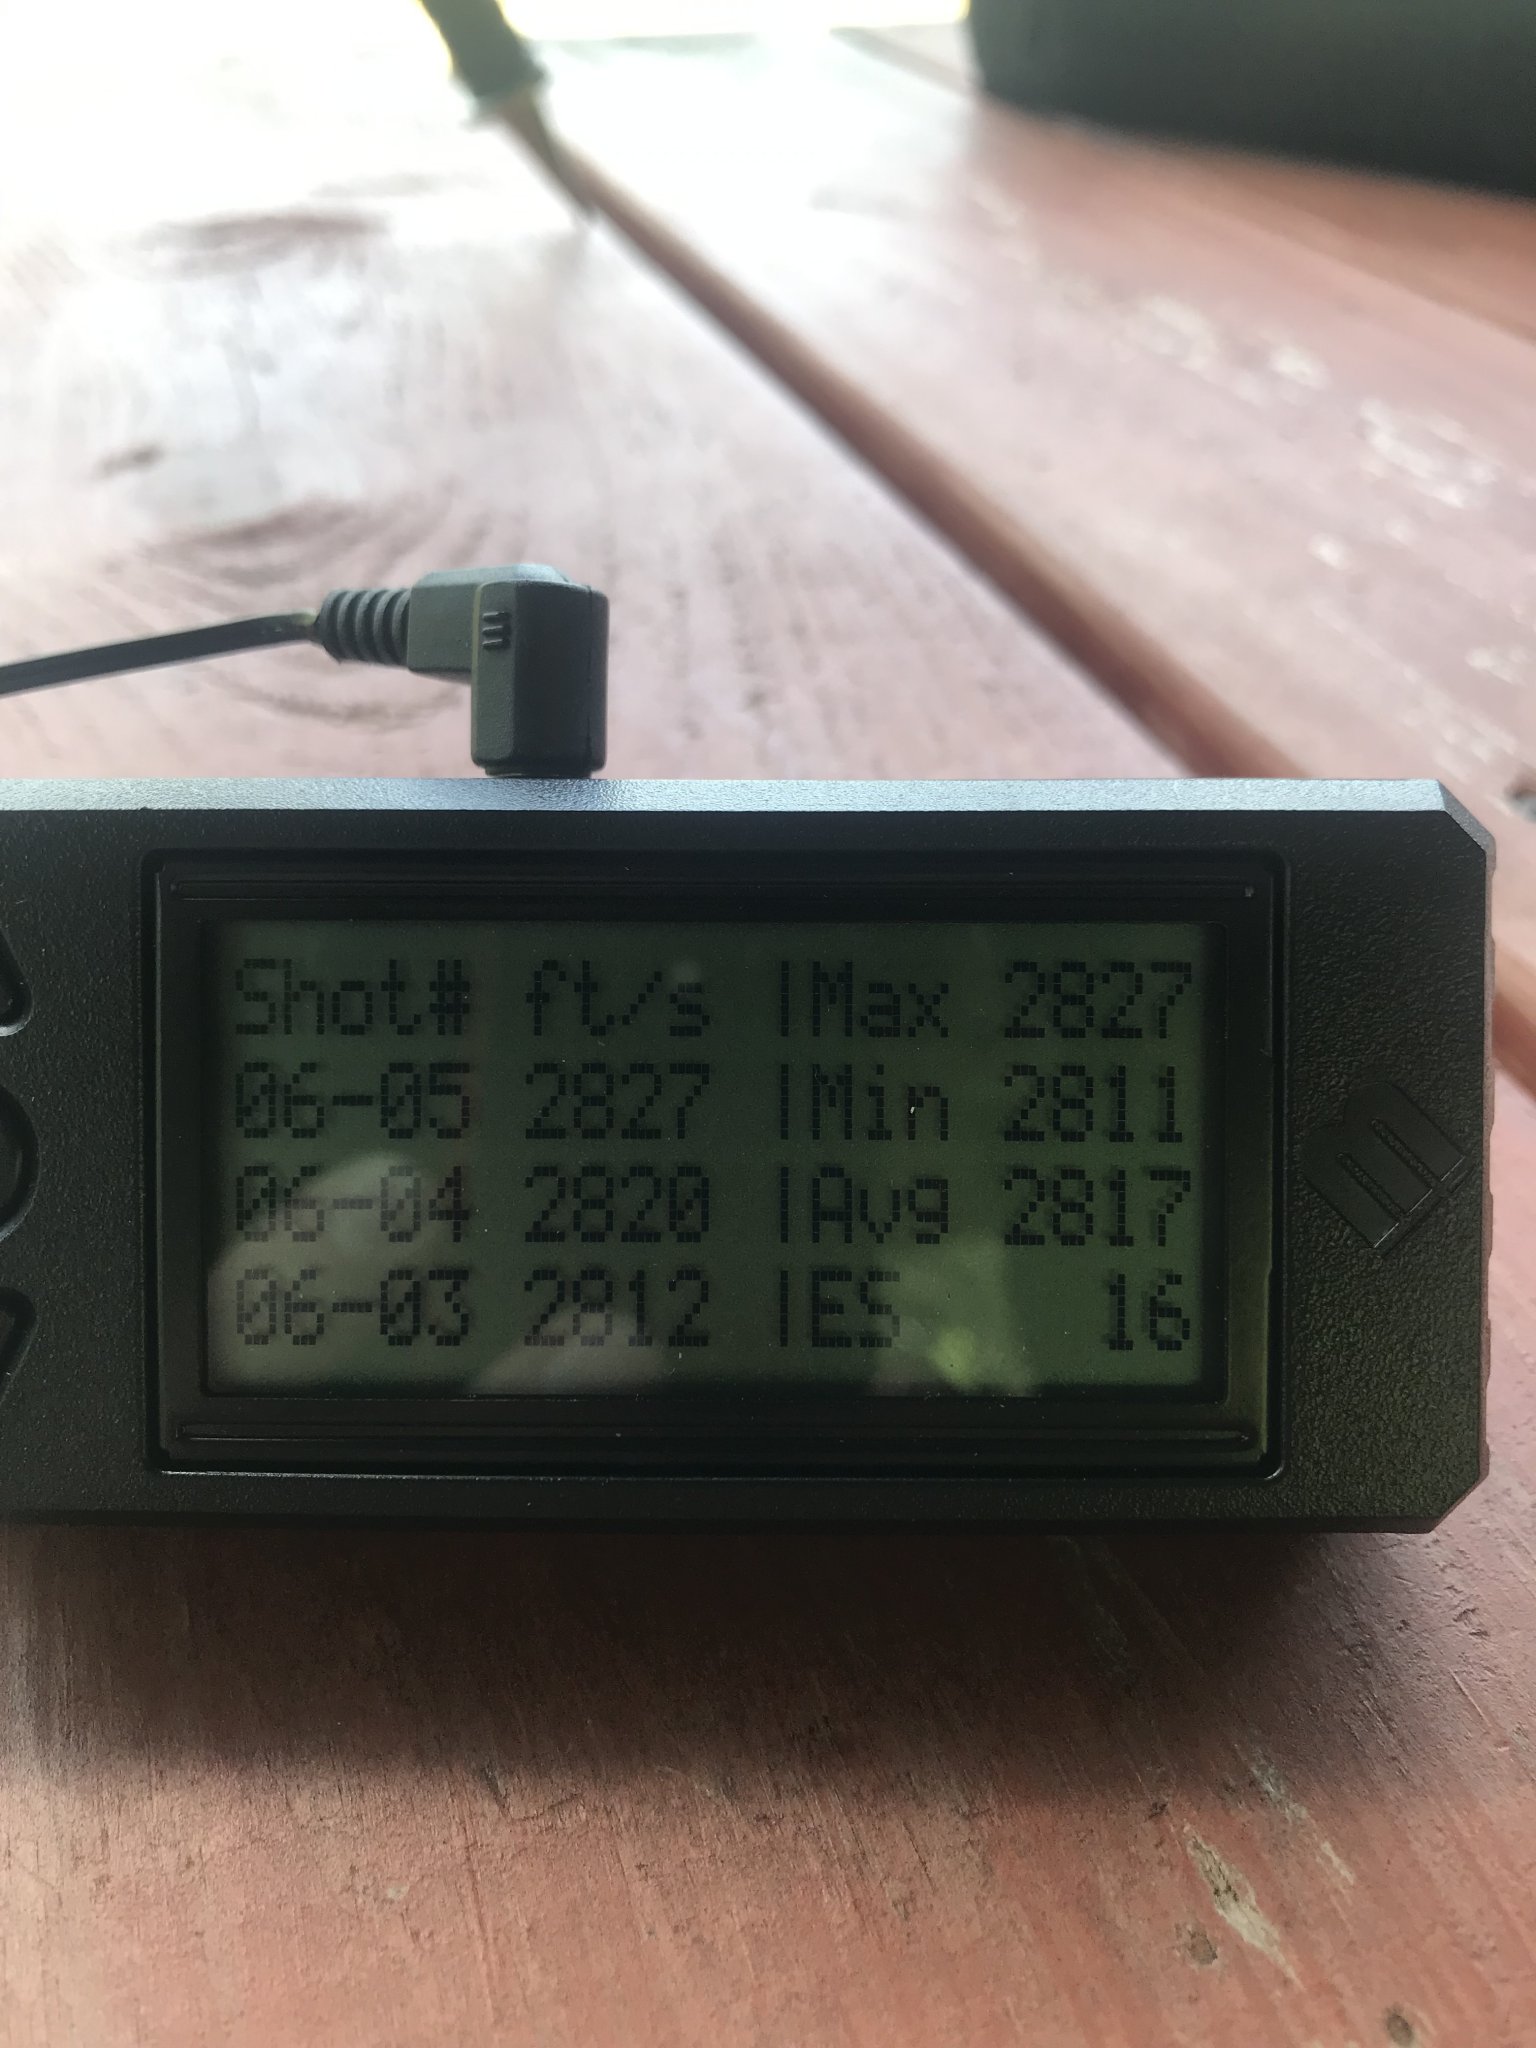 Shot# ft/s |Max 2827
06-05 2827 |Min 2811
06-04 2820 |Avg 2817
06-03 2812 |ES 16